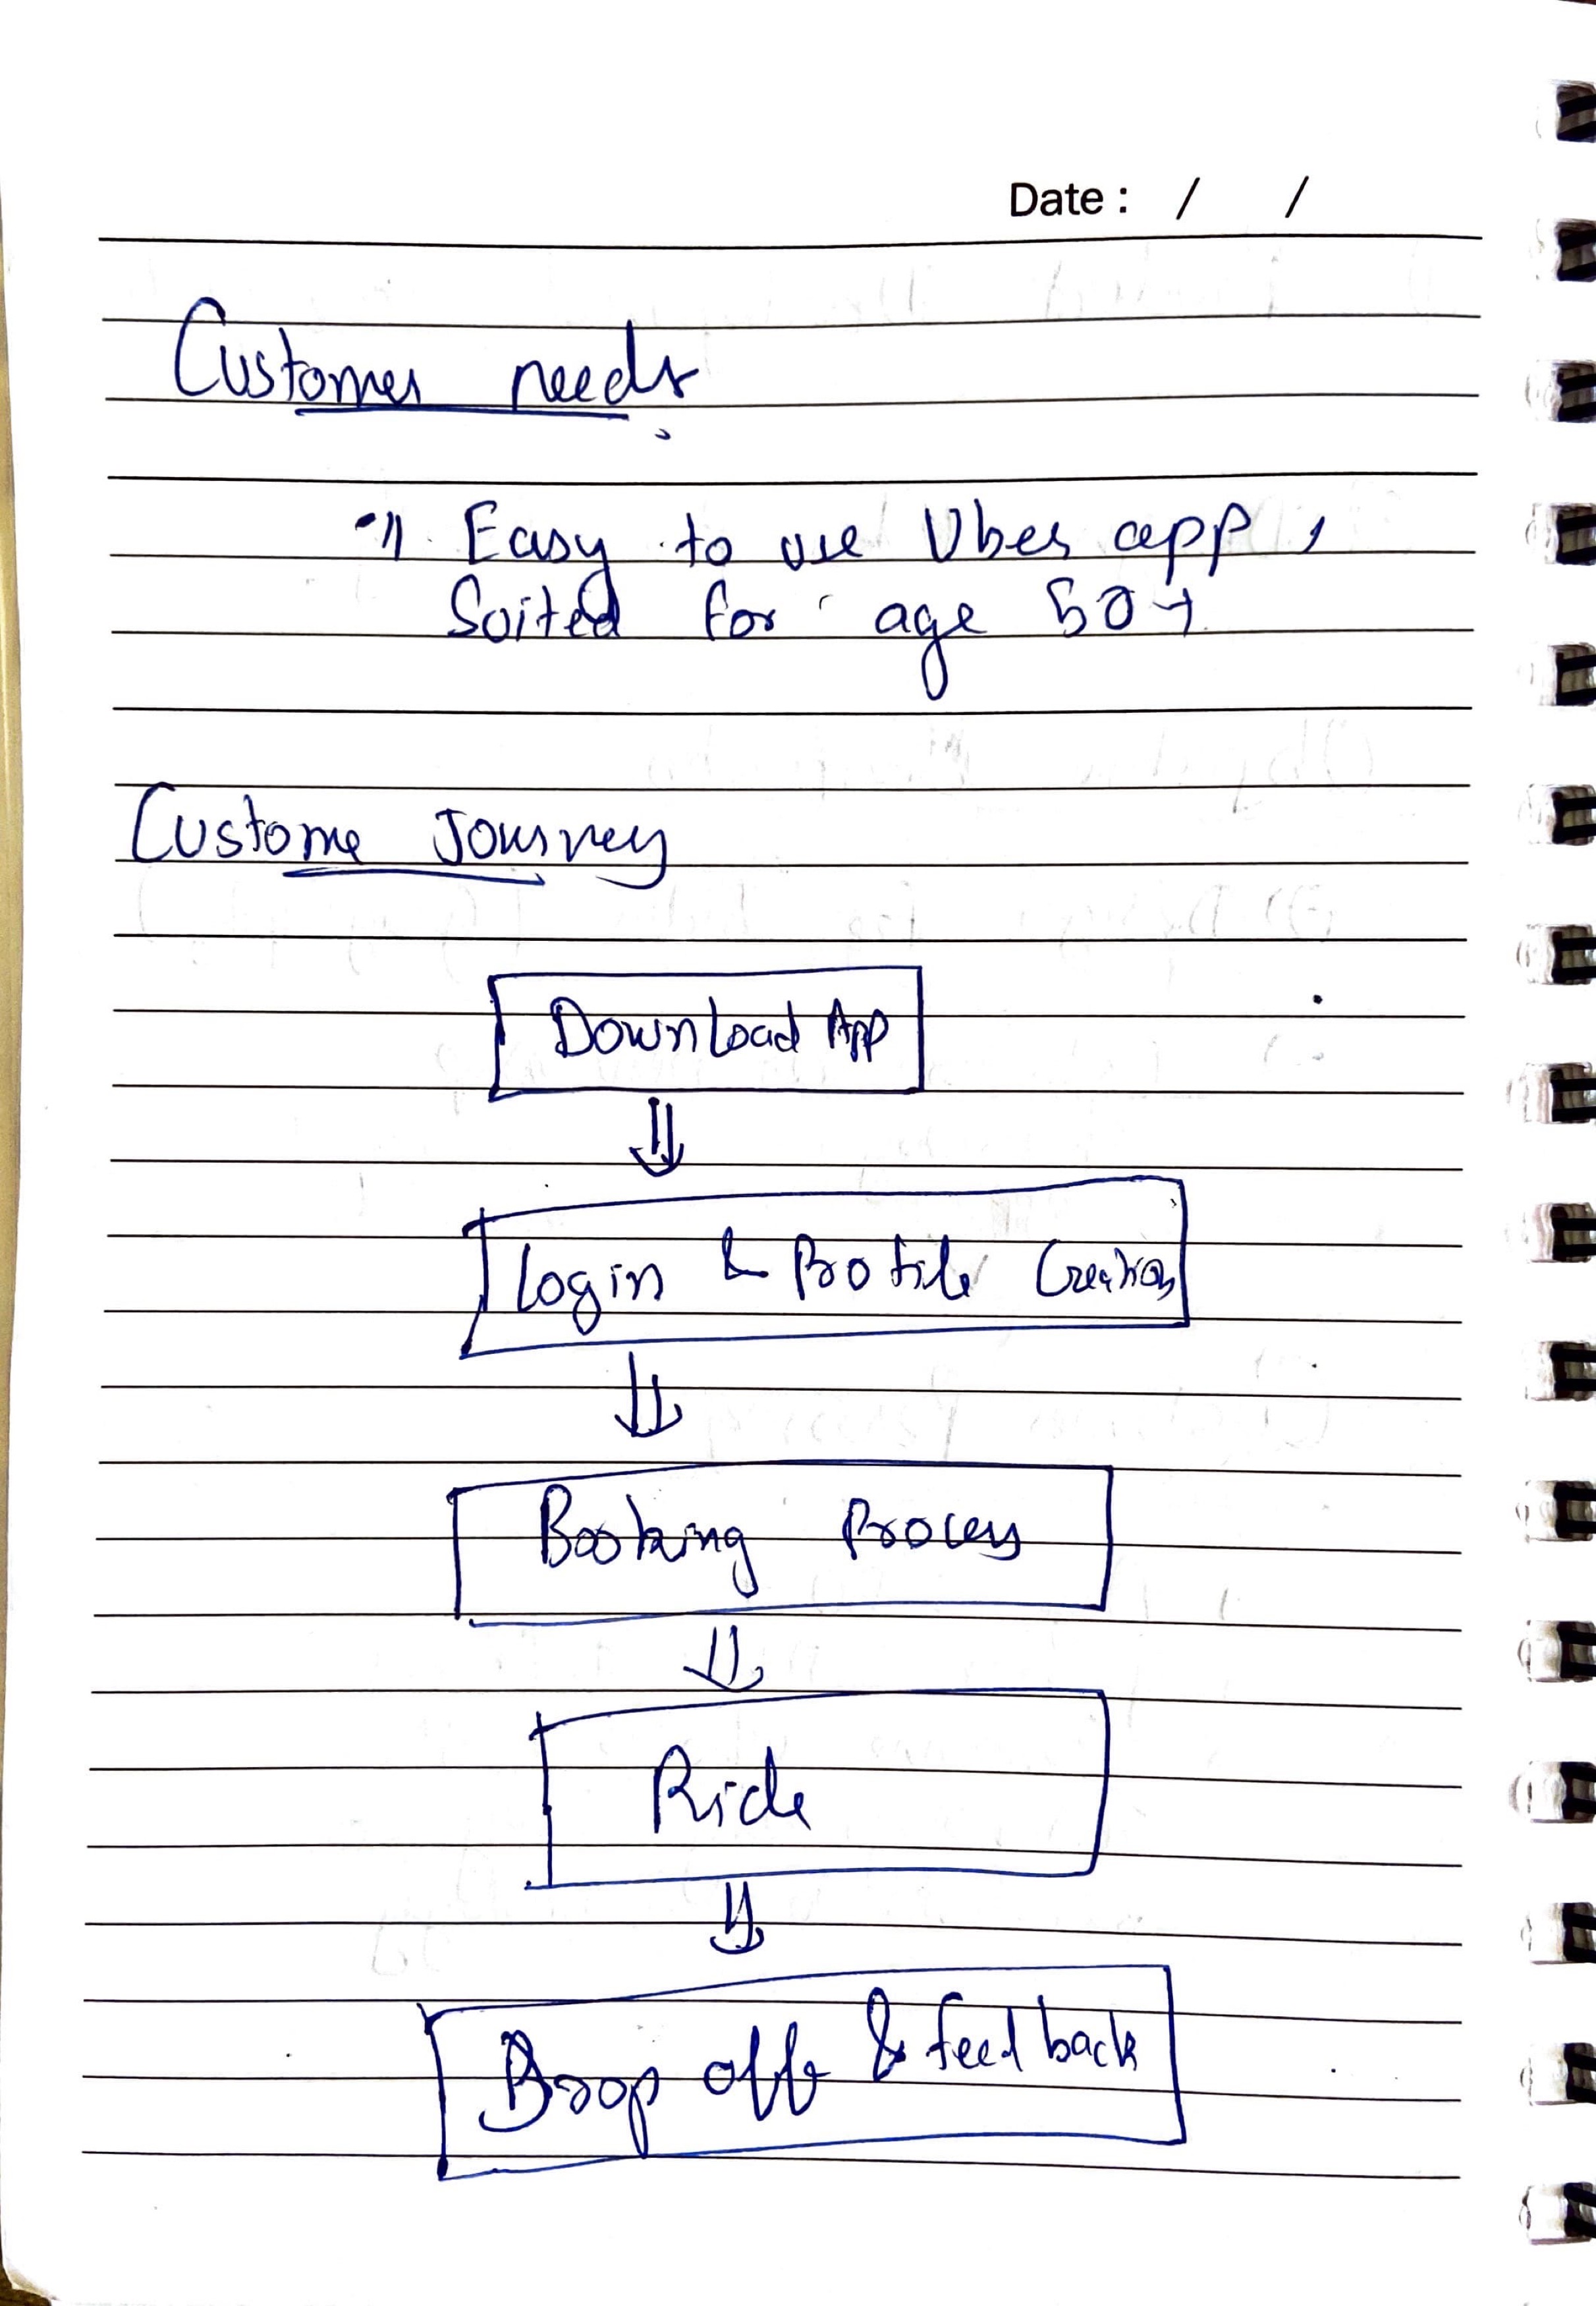 Date : / /
Customer needs
Easy to use Uber app,
Suited for age 50+
Custome Journey
Download App
Login & Profile Creation
Booking Process
Ride
Drop off & feed back